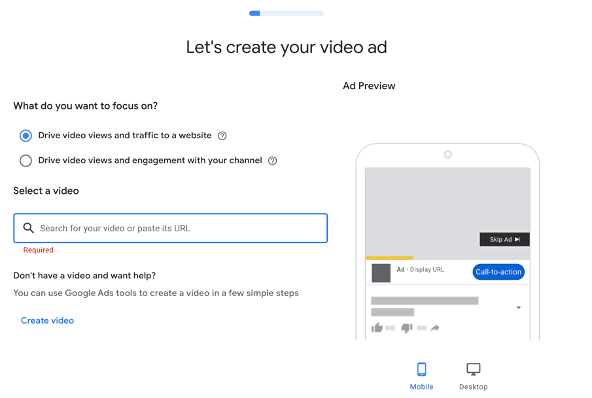 Let's create your video ad
What do you want to focus on?
Drive video views and traffic to a website
Drive video views and engagement with your channel
Select a video
Search for your video or paste its URL
Required
Don't have a video and want help?
You can use Google Ads tools to create a video in a few simple steps
Create video
Ad Preview
Skip Ad
Ad · Display URL
Call-to-action
Mobile
Desktop